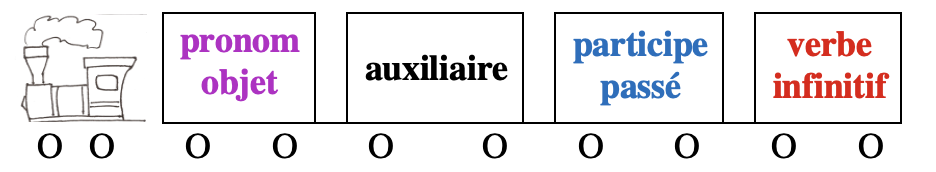 pronom
objet
auxiliaire
participe
passé
verbe
infinitif
O O O O O O O O O O